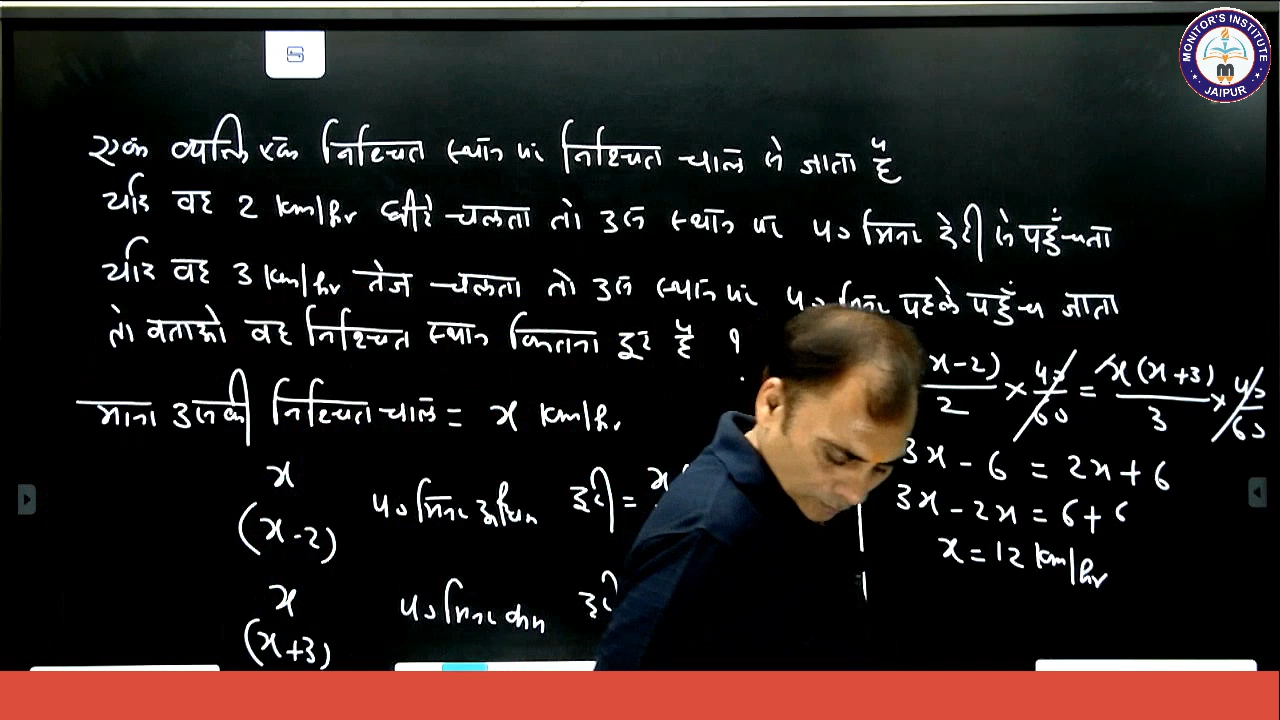 MONITOR'S INSTITUTE
JAIPUR
एक व्यक्ति एक निश्चित स्थान पर निश्चित चाल से जाता है
यदि वह 2 km/hr धीरे चलता तो उस स्थान पर 40 मिनट देरी से पहुँचता
यदि वह 3 km/hr तेज चलता तो उस स्थान पर 40 मिनट पहले पहुँच जाता
तो बताओ वह निश्चित स्थान कितना दूर है ?
माना उसकी निश्चित चाल = x km/hr
x
(x-2)
40 मिनट अधिक दूरी = x
x
(x+3)
40 मिनट कम
x-2)/2 × 40/60 = x(x+3)/3 × 40/60
3x - 6 = 2x + 6
3x - 2x = 6 + 6
x = 12 km/hr